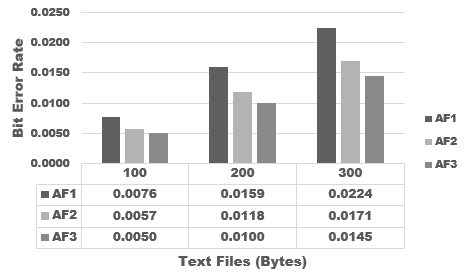 0.0250
0.0200
0.0150
0.0100
0.0050
0.0000
Bit Error Rate
AF1
AF2
AF3
100 200 300
AF1 0.0076 0.0159 0.0224
AF2 0.0057 0.0118 0.0171
AF3 0.0050 0.0100 0.0145
Text Files (Bytes)